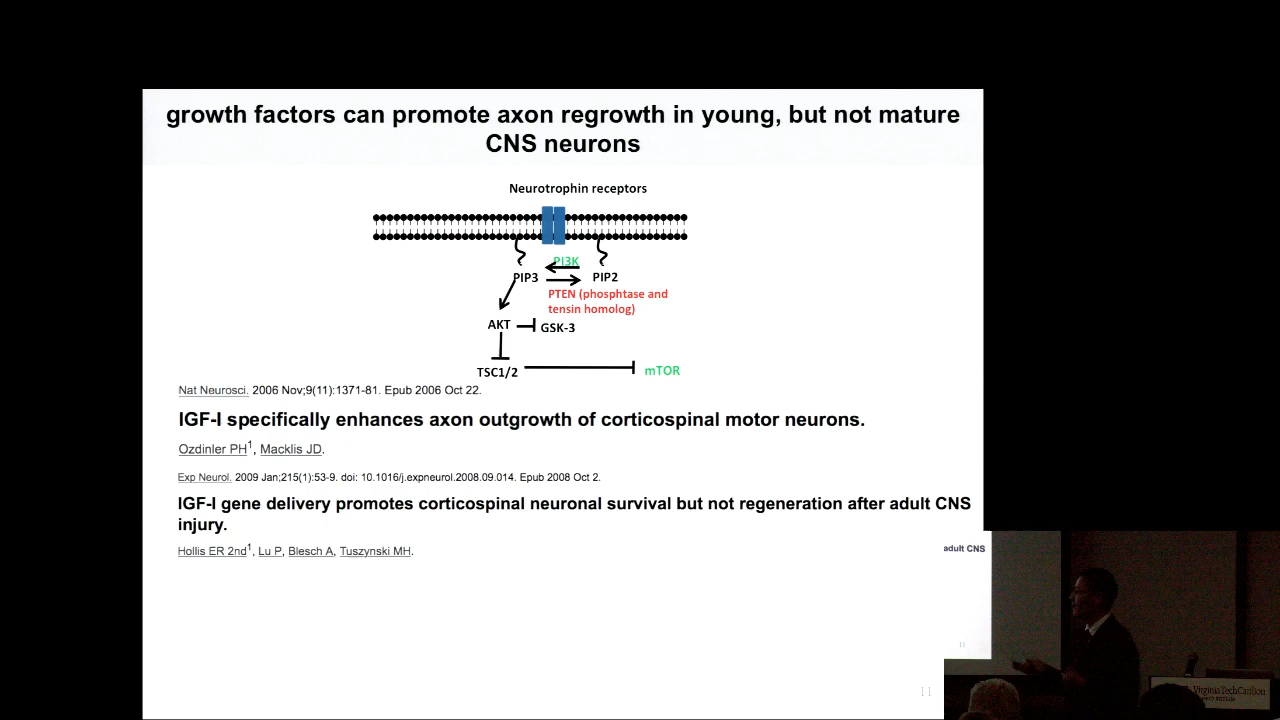 growth factors can promote axon regrowth in young, but not mature
CNS neurons
Neurotrophin receptors
PI3K
PIP3
PIP2
PTEN (phosphtase and
tensin homolog)
AKT
GSK-3
TSC1/2
mTOR
Nat Neurosci. 2006 Nov;9(11):1371-81. Epub 2006 Oct 22.
IGF-I specifically enhances axon outgrowth of corticospinal motor neurons.
Ozdinler PH1, Macklis JD.
Exp Neurol. 2009 Jan;215(1):53-9. doi: 10.1016/j.expneurol.2008.09.014. Epub 2008 Oct 2.
IGF-I gene delivery promotes corticospinal neuronal survival but not regeneration after adult CNS
injury.
Hollis ER 2nd1, Lu P, Blesch A, Tuszynski MH.
adult CNS
11
11
VirginiaTechCarilion